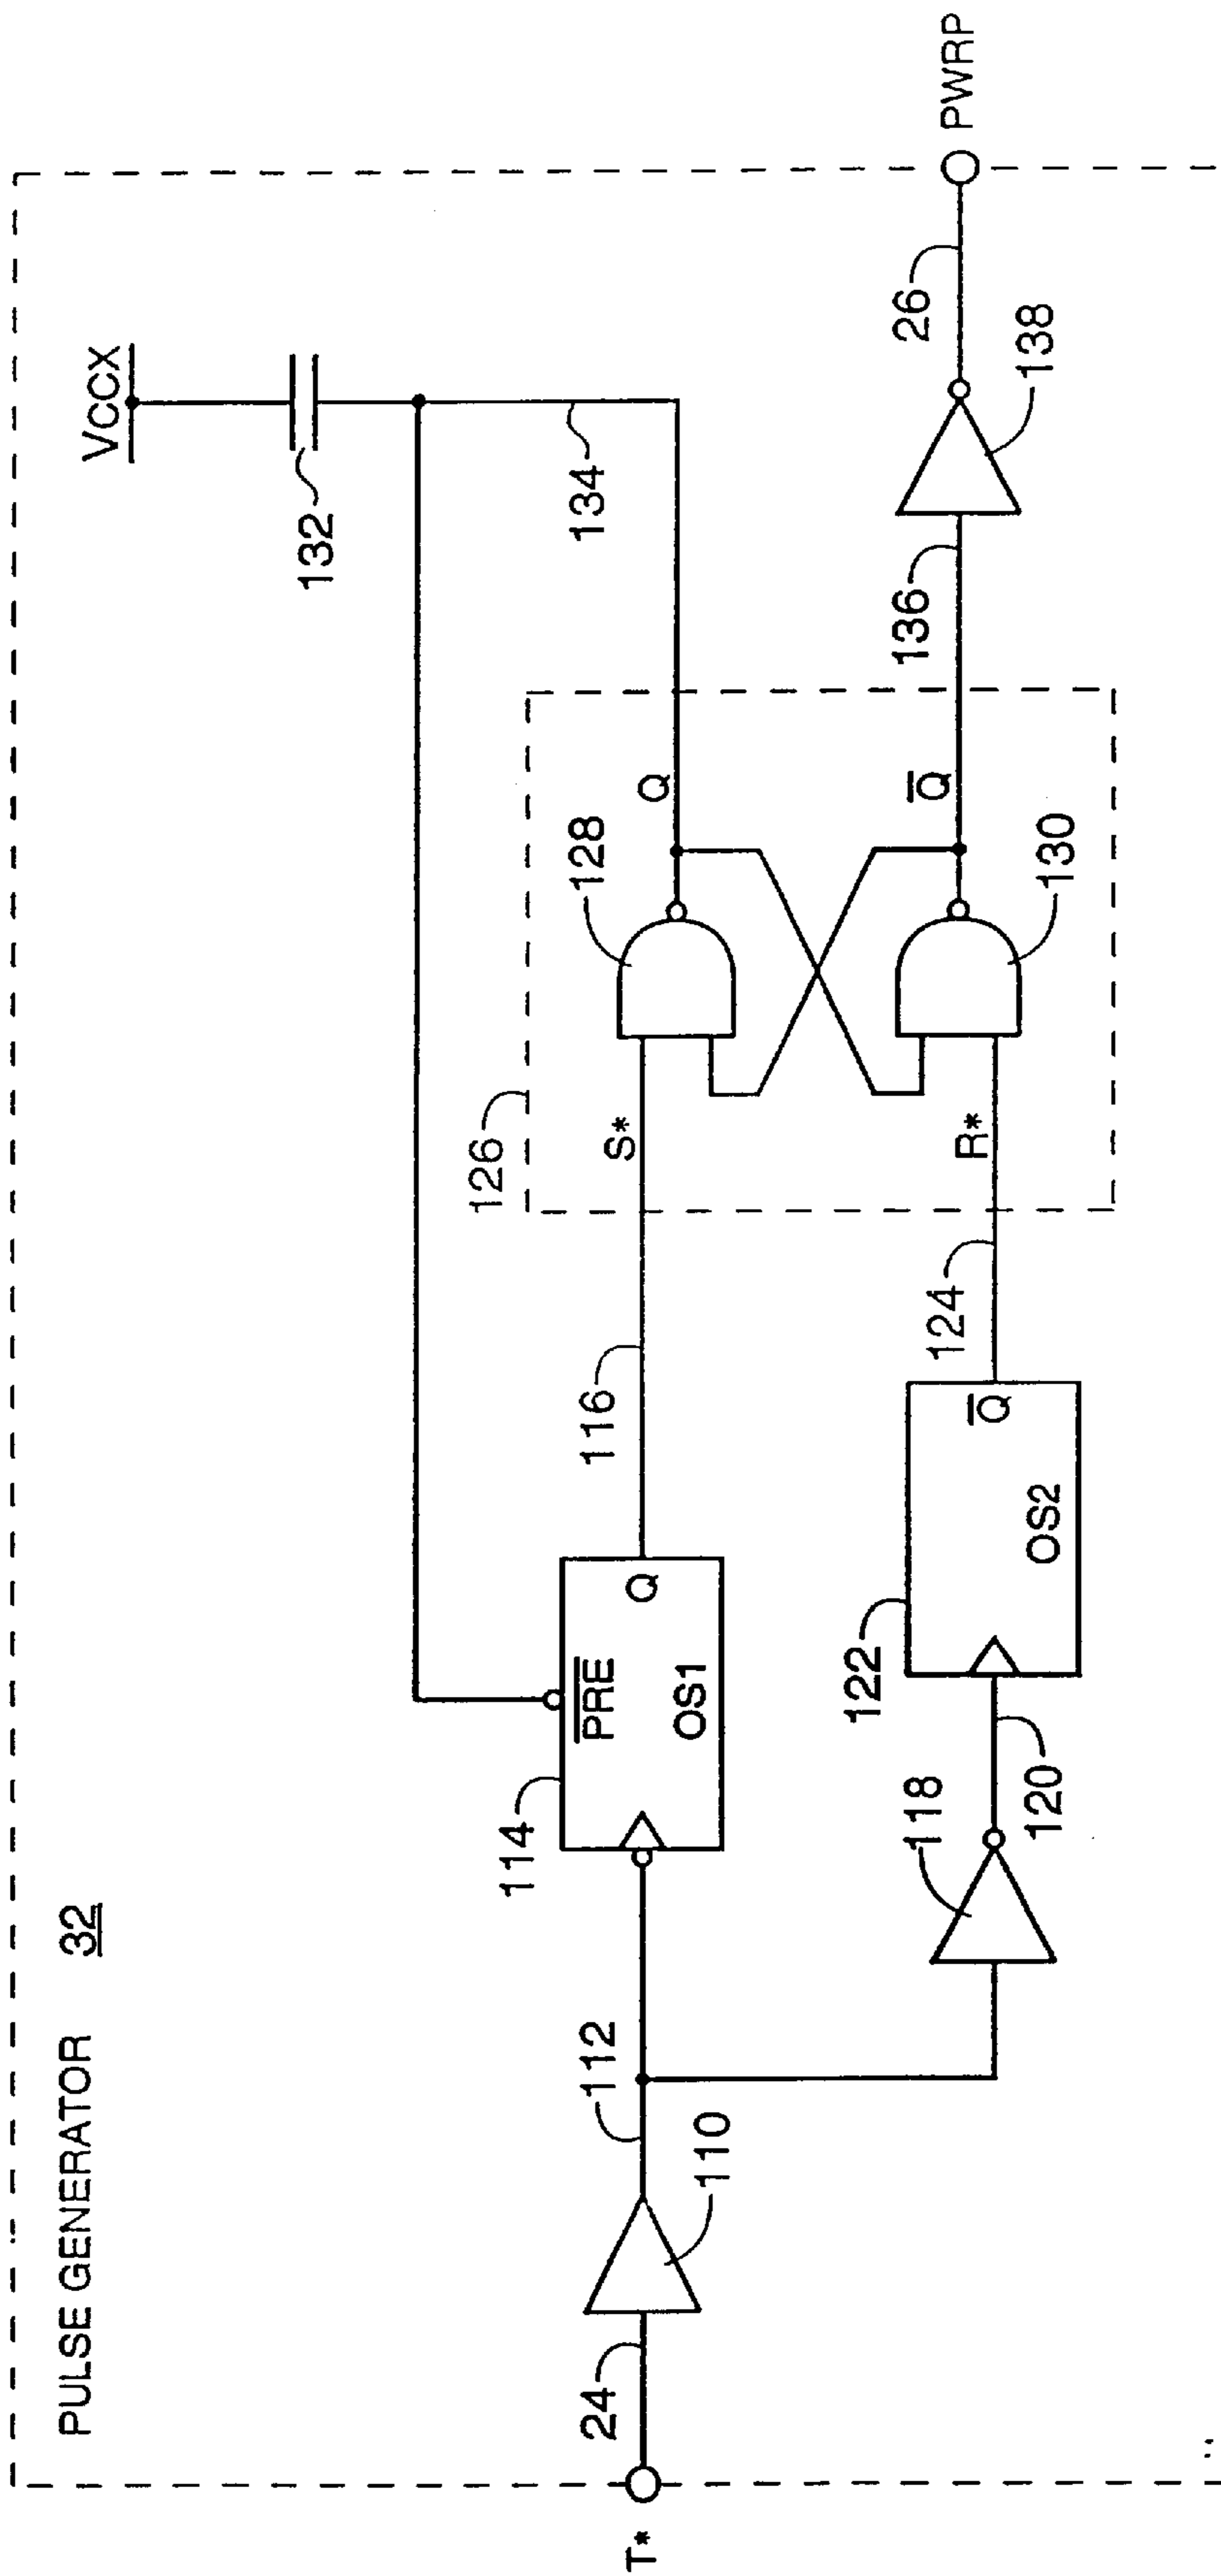 PULSE GENERATOR 32
VCCX
132
134
126
128
Q
S*
116
114
PRE
Q
OS1
112
T*
24
110
118
120
122
Q
OS2
124
R*
130
Q
136
138
26
PWRP